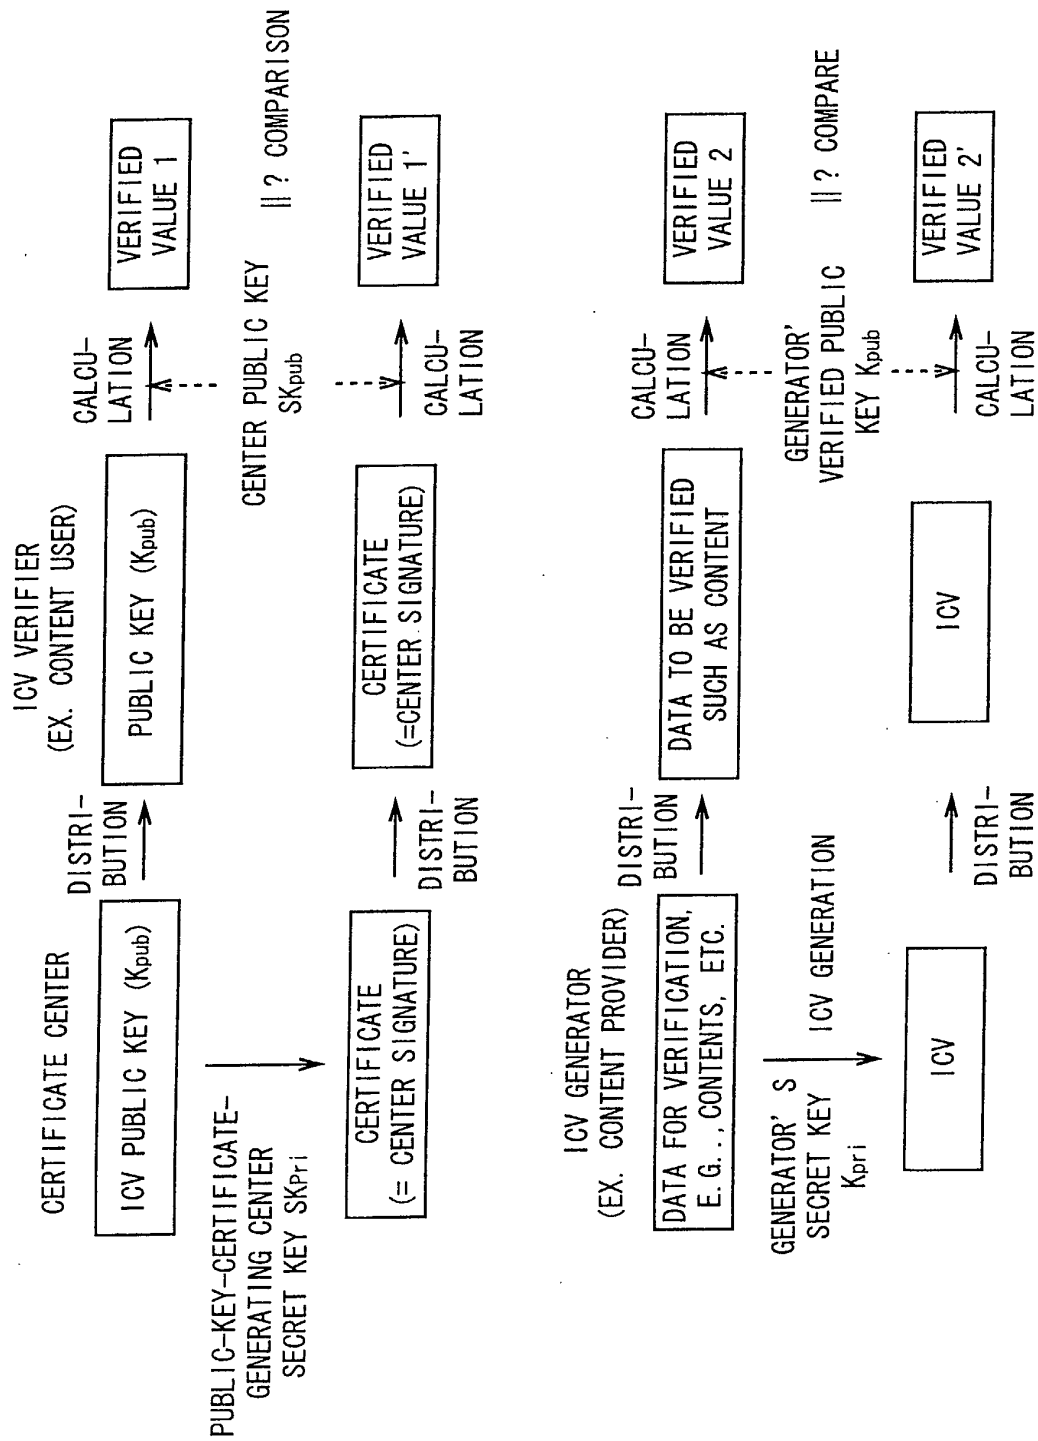 CERTIFICATE CENTER
ICV PUBLIC KEY (Kpub)
DISTRI-
BUTION
ICV VERIFIER
(EX. CONTENT USER)
PUBLIC KEY (Kpub)
CALCU-
LATION
VERIFIED
VALUE 1
PUBLIC-KEY-CERTIFICATE-
GENERATING CENTER
SECRET KEY SKPri
CENTER PUBLIC KEY
SKpub
||? COMPARISON
CERTIFICATE
(= CENTER SIGNATURE)
DISTRI-
BUTION
CERTIFICATE
(=CENTER SIGNATURE)
CALCU-
LATION
VERIFIED
VALUE 1'
ICV GENERATOR
(EX. CONTENT PROVIDER)
DATA FOR VERIFICATION,
E.G..,CONTENTS, ETC.
DISTRI-
BUTION
DATA TO BE VERIFIED
SUCH AS CONTENT
CALCU-
LATION
VERIFIED
VALUE 2
GENERATOR' S
SECRET KEY
Kpri
ICV GENERATION
GENERATOR'
VERIFIED PUBLIC
KEY Kpub
||? COMPARE
ICV
DISTRI-
BUTION
ICV
CALCU-
LATION
VERIFIED
VALUE 2'